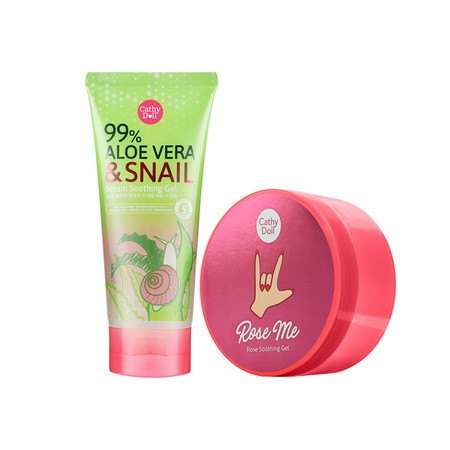 Cathy
Doll
99%
ALOE VERA
& SNAIL
Serum Soothing Gel
Cathy
Doll
Rose Me
Rose Soothing Gel